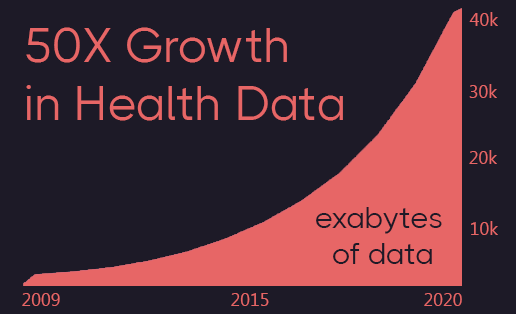 50X Growth
in Health Data
40k
30k
20k
10k
exabytes
of data
2009
2015
2020